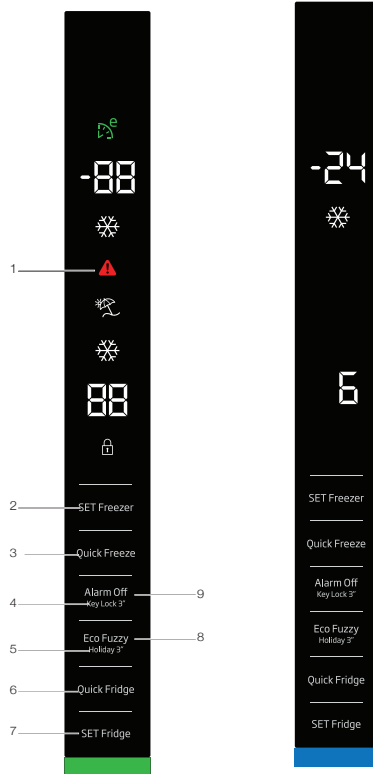 e
-88
1
88
2
SET Freezer
3
Quick Freeze
Alarm Off
9
4
Key Lock 3"
Eco Fuzzy
8
5
Holiday 3"
6
Quick Fridge
7
SET Fridge
-24
6
SET Freezer
Quick Freeze
Alarm Off
Key Lock 3"
Eco Fuzzy
Holiday 3"
Quick Fridge
SET Fridge